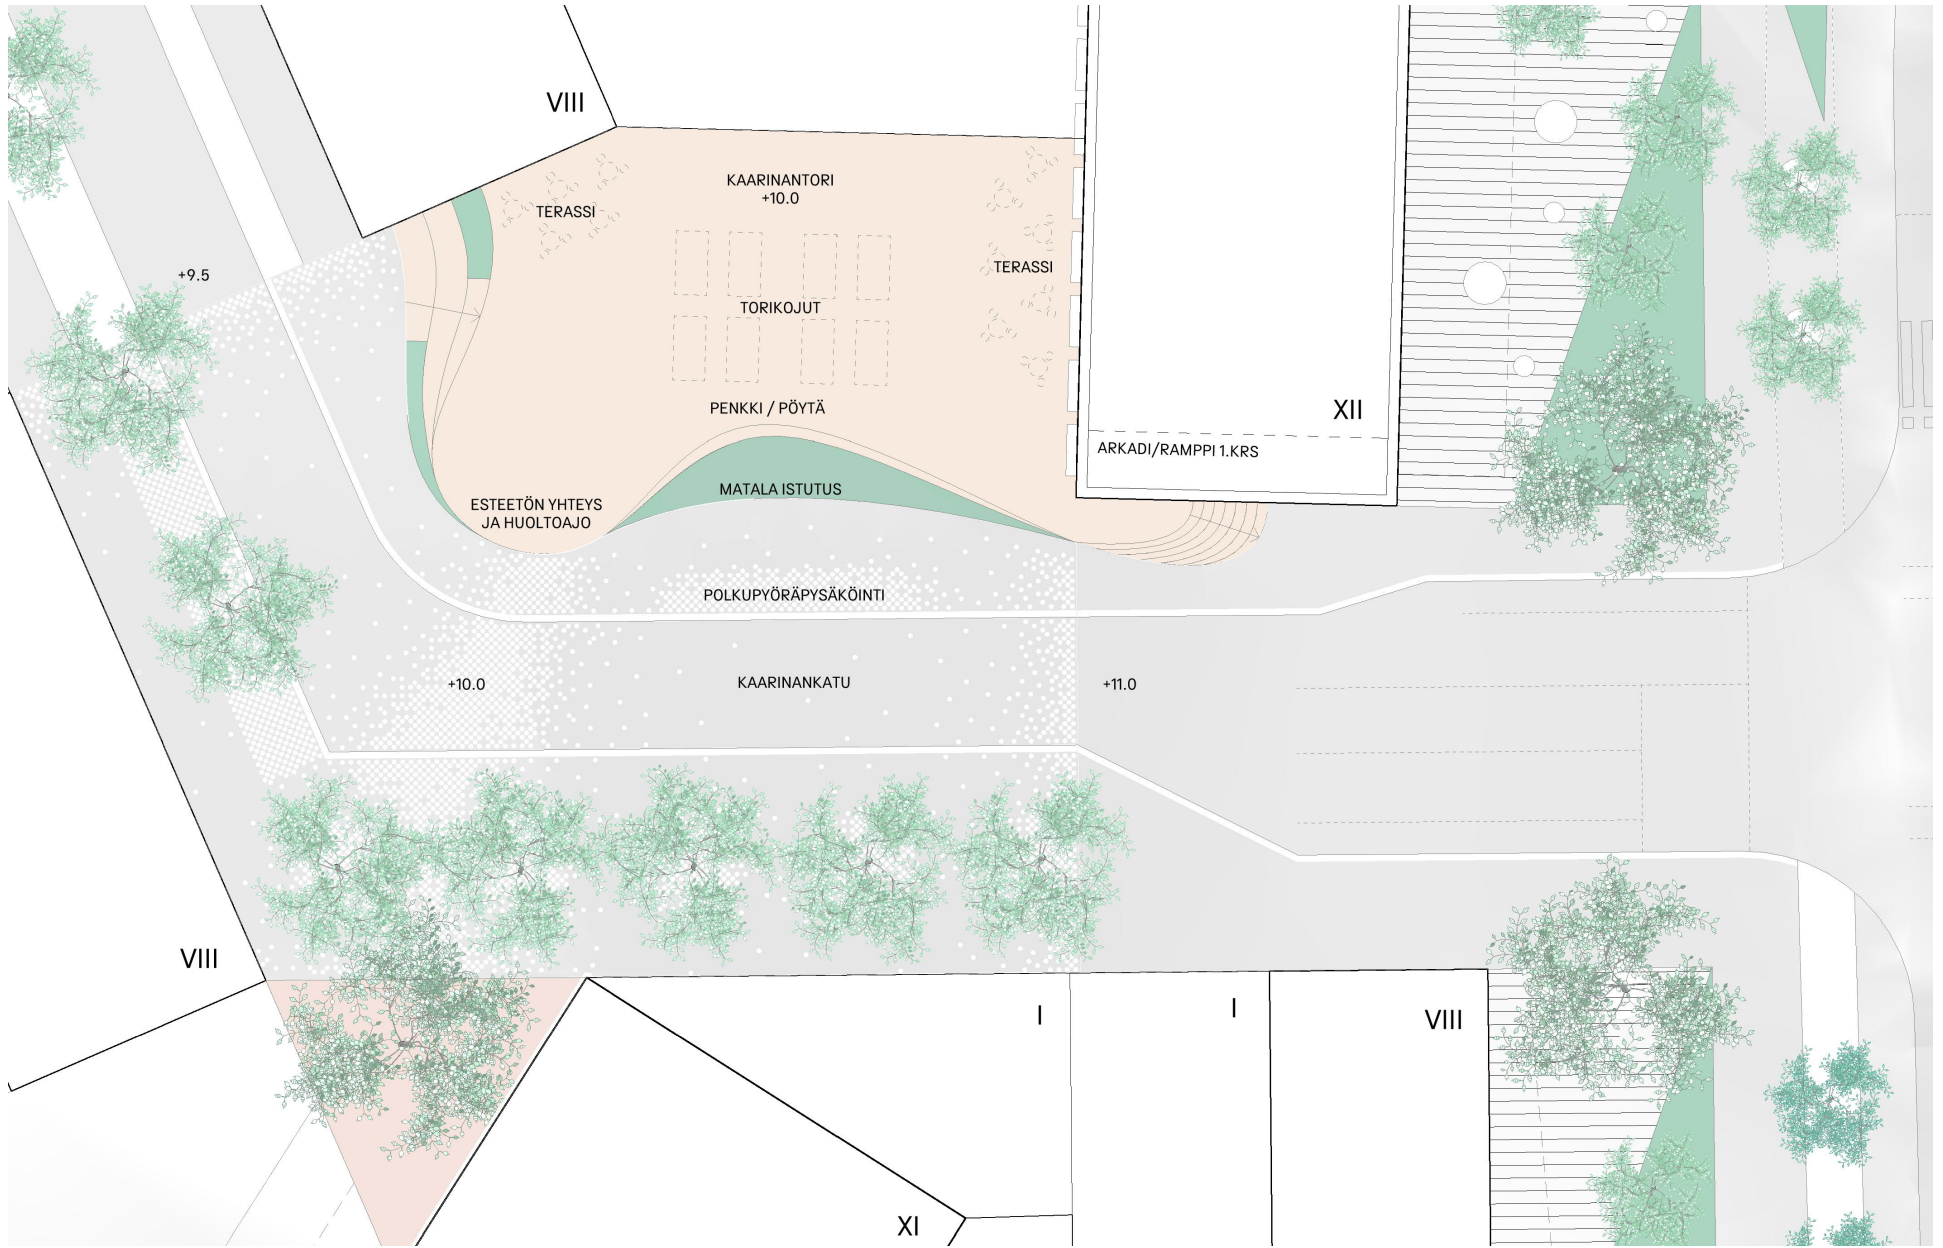 VIII
KAARINANTORI
+10.0
TERASSI
TERASSI
+9.5
TORIKOJUT
PENKKI / PÖYTÄ
XII
ARKADI/RAMPPI 1.KRS
MATALA ISTUTUS
ESTEETÖN YHTEYS
JA HUOLTOAJO
POLKUPYÖRÄPYSÄKÖINTI
+10.0
KAARINANKATU
+11.0
VIII
I
I
VIII
XI